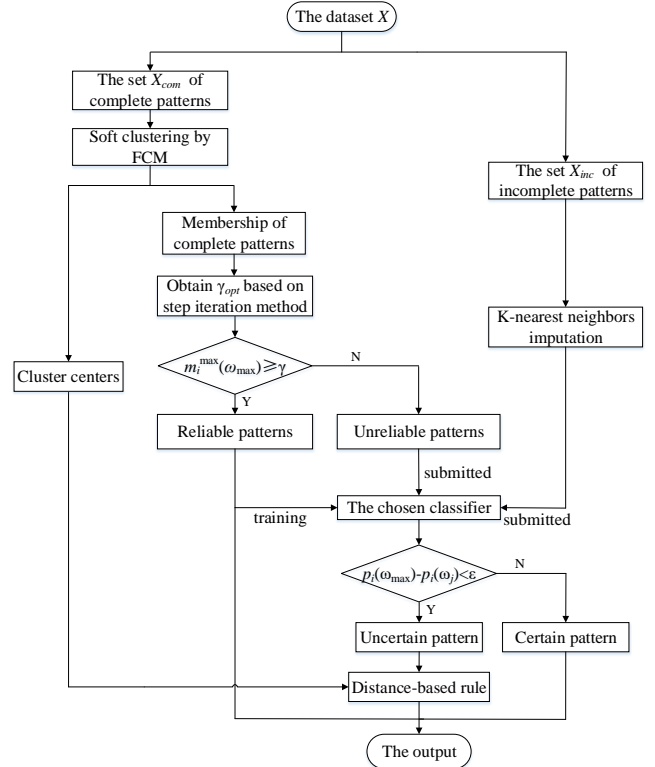 The dataset X
The set Xcom of
complete patterns
Soft clustering by
FCM
The set Xinc of
incomplete patterns
Membership of
complete patterns
Obtain γopt based on
step iteration method
K-nearest neighbors
imputation
Cluster centers
mᵢᵐᵃˣ(ωmax)⩾γ
N
Y
Reliable patterns
Unreliable patterns
submitted
The chosen classifier
training
submitted
pᵢ(ωmax)-pᵢ(ωⱼ)<ε
N
Y
Uncertain pattern
Certain pattern
Distance-based rule
The output